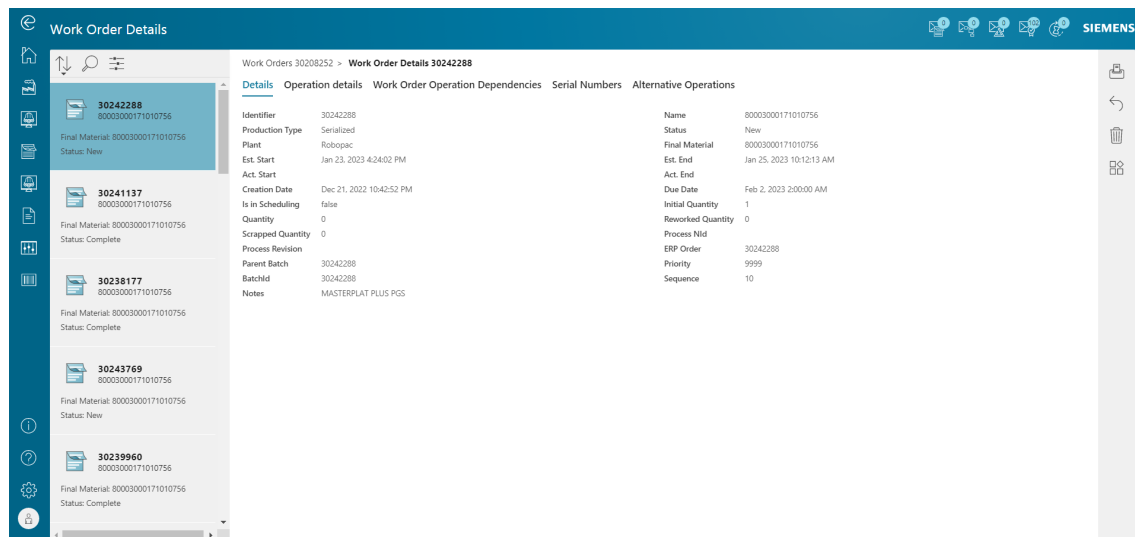 Work Order Details
0
0
0
102
0
SIEMENS
30242288
80003000171010756
Final Material: 80003000171010756
Status: New
30241137
80003000171010756
Final Material: 80003000171010756
Status: Complete
30238177
80003000171010756
Final Material: 80003000171010756
Status: Complete
30243769
80003000171010756
Final Material: 80003000171010756
Status: New
30239960
80003000171010756
Final Material: 80003000171010756
Status: Complete
Work Orders 30208252 > Work Order Details 30242288
Details Operation details Work Order Operation Dependencies Serial Numbers Alternative Operations
Identifier 30242288 Name 80003000171010756
Production Type Serialized Status New
Plant Robopac Final Material 80003000171010756
Est. Start Jan 23, 2023 4:24:02 PM Est. End Jan 25, 2023 10:12:13 AM
Act. Start Act. End
Creation Date Dec 21, 2022 10:42:52 PM Due Date Feb 2, 2023 2:00:00 AM
Is in Scheduling false Initial Quantity 1
Quantity 0 Reworked Quantity 0
Scrapped Quantity 0 Process NId
Process Revision ERP Order 30242288
Parent Batch 30242288 Priority 9999
BatchId 30242288 Sequence 10
Notes MASTERPLAT PLUS PGS